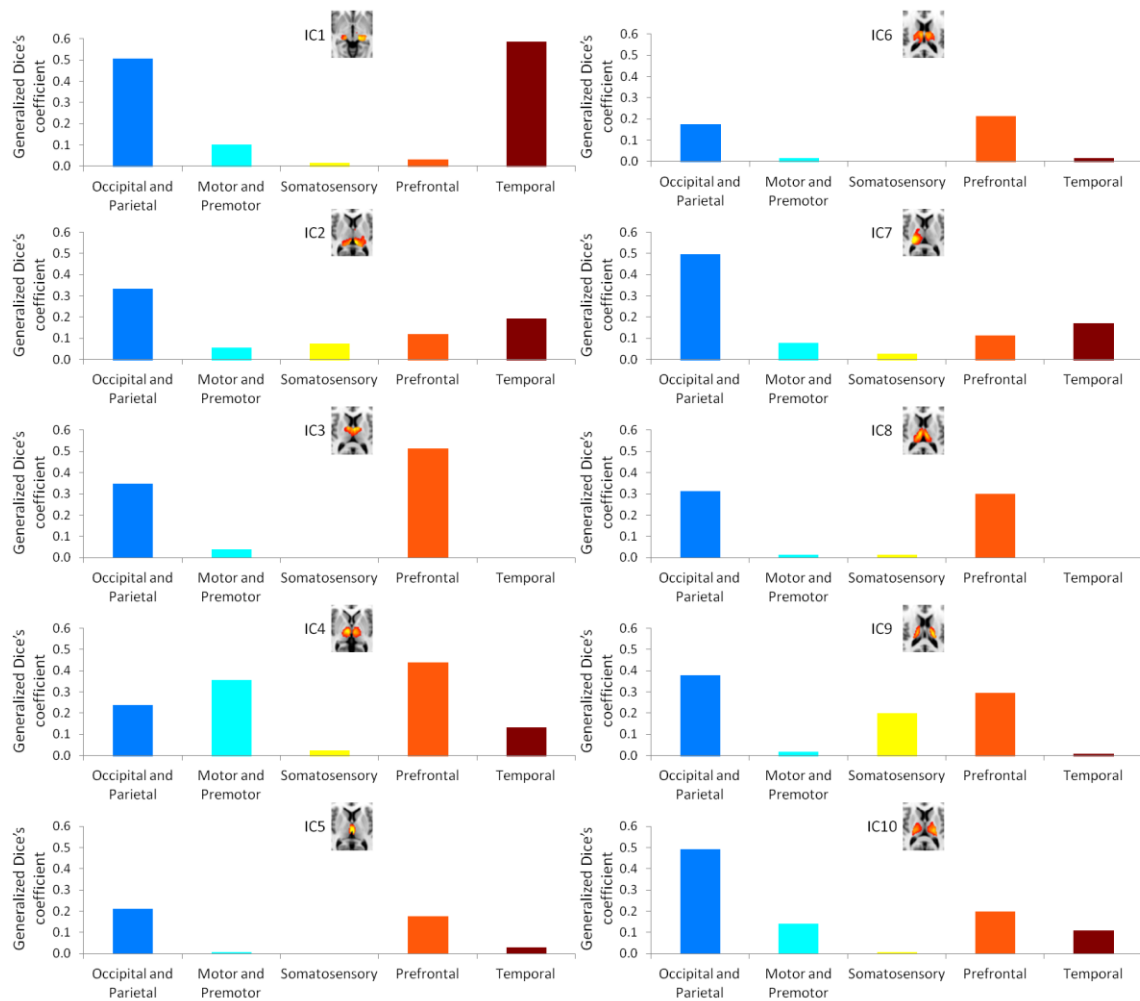 IC1
Generalized Dice's
coefficient
0.6
0.5
0.4
0.3
0.2
0.1
0.0
Occipital and
Parietal
Motor and
Premotor
Somatosensory
Prefrontal
Temporal
IC6
Generalized Dice's
coefficient
0.6
0.5
0.4
0.3
0.2
0.1
0.0
Occipital and
Parietal
Motor and
Premotor
Somatosensory
Prefrontal
Temporal
IC2
Generalized Dice's
coefficient
0.6
0.5
0.4
0.3
0.2
0.1
0.0
Occipital and
Parietal
Motor and
Premotor
Somatosensory
Prefrontal
Temporal
IC7
Generalized Dice's
coefficient
0.6
0.5
0.4
0.3
0.2
0.1
0.0
Occipital and
Parietal
Motor and
Premotor
Somatosensory
Prefrontal
Temporal
IC3
Generalized Dice's
coefficient
0.6
0.5
0.4
0.3
0.2
0.1
0.0
Occipital and
Parietal
Motor and
Premotor
Somatosensory
Prefrontal
Temporal
IC8
Generalized Dice's
coefficient
0.6
0.5
0.4
0.3
0.2
0.1
0.0
Occipital and
Parietal
Motor and
Premotor
Somatosensory
Prefrontal
Temporal
IC4
Generalized Dice's
coefficient
0.6
0.5
0.4
0.3
0.2
0.1
0.0
Occipital and
Parietal
Motor and
Premotor
Somatosensory
Prefrontal
Temporal
IC9
Generalized Dice's
coefficient
0.6
0.5
0.4
0.3
0.2
0.1
0.0
Occipital and
Parietal
Motor and
Premotor
Somatosensory
Prefrontal
Temporal
IC5
Generalized Dice's
coefficient
0.6
0.5
0.4
0.3
0.2
0.1
0.0
Occipital and
Parietal
Motor and
Premotor
Somatosensory
Prefrontal
Temporal
IC10
Generalized Dice's
coefficient
0.6
0.5
0.4
0.3
0.2
0.1
0.0
Occipital and
Parietal
Motor and
Premotor
Somatosensory
Prefrontal
Temporal